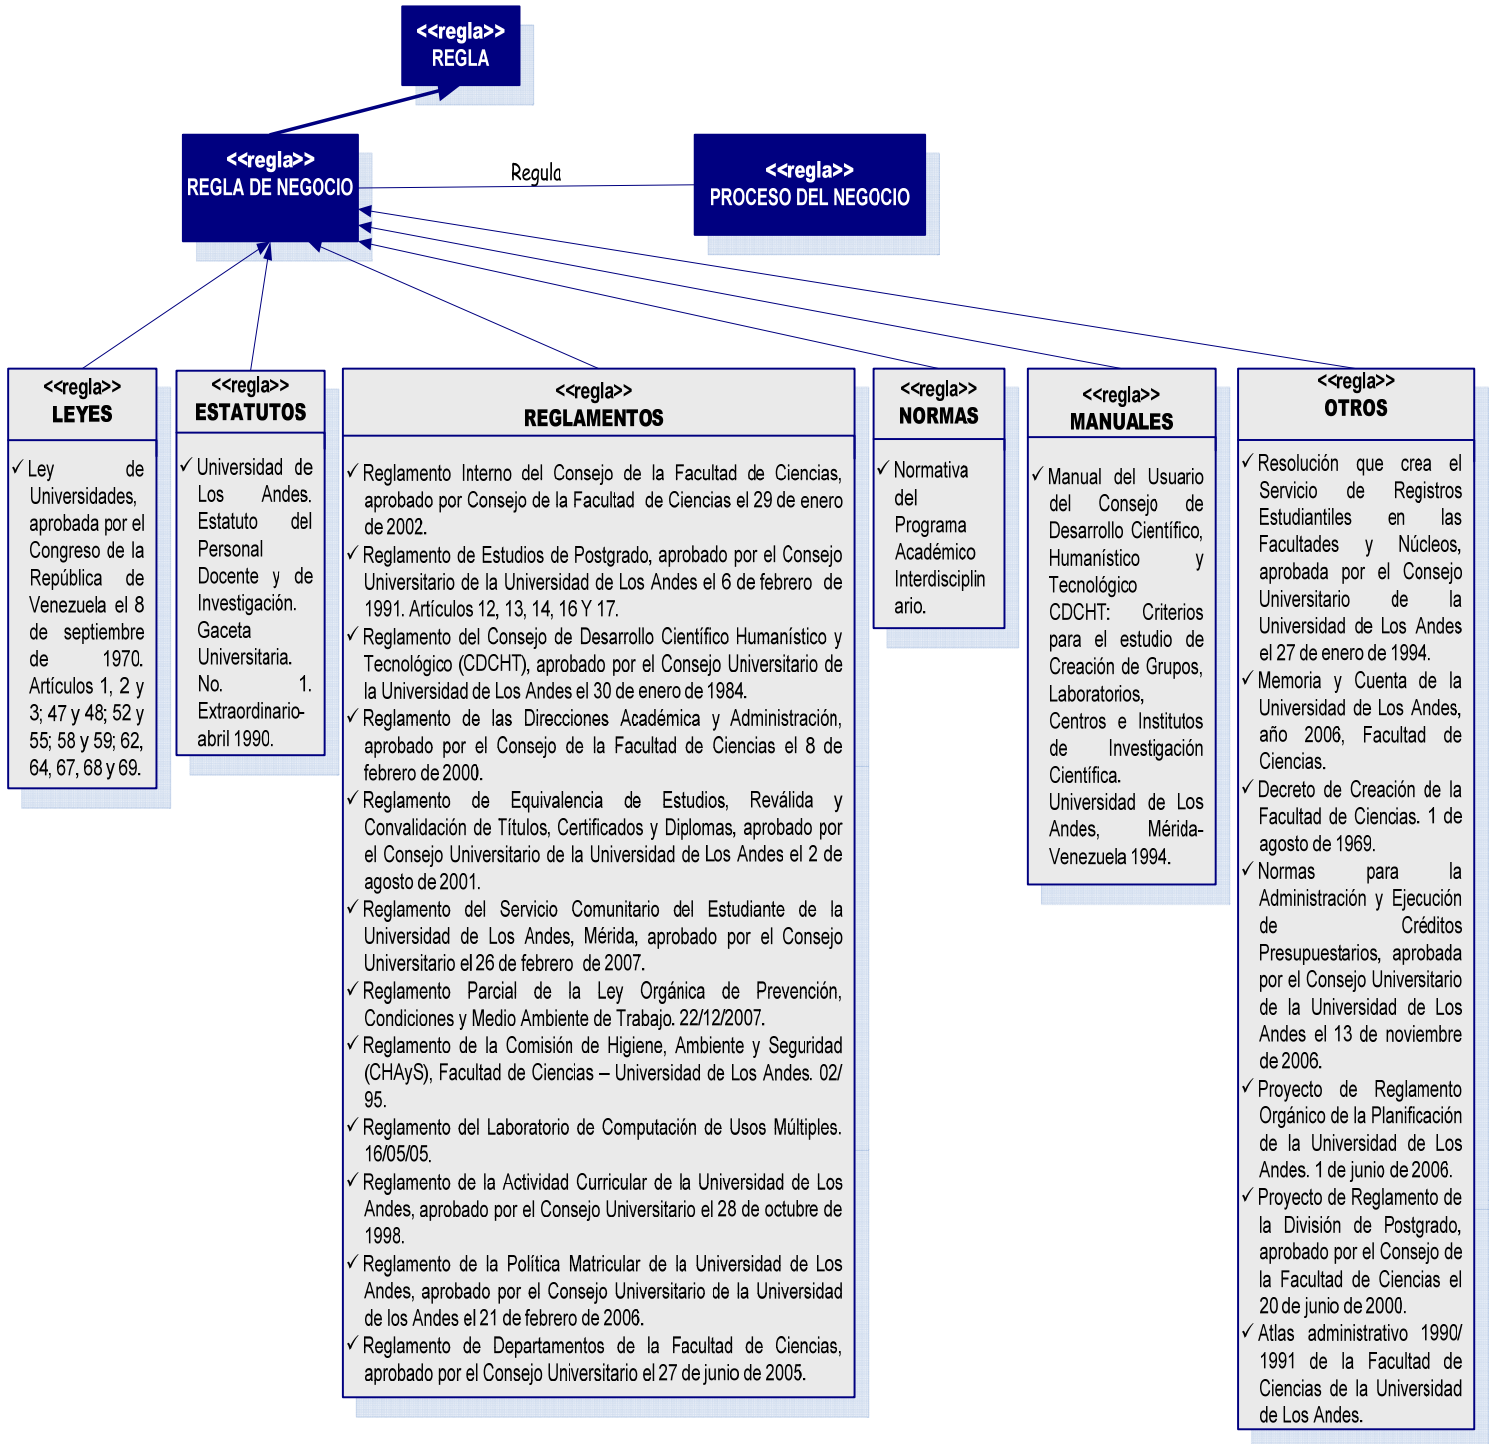 <<regla>>
REGLA
<<regla>>
REGLA DE NEGOCIO
Regula
<<regla>>
PROCESO DEL NEGOCIO
<<regla>>
LEYES
✓ Ley de
Universidades,
aprobada por el
Congreso de la
República de
Venezuela el 8
de septiembre
de 1970.
Artículos 1, 2 y
3; 47 y 48; 52 y
55; 58 y 59; 62,
64, 67, 68 y 69.
<<regla>>
ESTATUTOS
✓ Universidad de
Los Andes.
Estatuto del
Personal
Docente y de
Investigación.
Gaceta
Universitaria.
No. 1.
Extraordinario-
abril 1990.
<<regla>>
REGLAMENTOS
✓ Reglamento Interno del Consejo de la Facultad de Ciencias,
aprobado por Consejo de la Facultad de Ciencias el 29 de enero
de 2002.
✓ Reglamento de Estudios de Postgrado, aprobado por el Consejo
Universitario de la Universidad de Los Andes el 6 de febrero de
1991. Artículos 12, 13, 14, 16 Y 17.
✓ Reglamento del Consejo de Desarrollo Científico Humanístico y
Tecnológico (CDCHT), aprobado por el Consejo Universitario de
la Universidad de Los Andes el 30 de enero de 1984.
✓ Reglamento de las Direcciones Académica y Administración,
aprobado por el Consejo de la Facultad de Ciencias el 8 de
febrero de 2000.
✓ Reglamento de Equivalencia de Estudios, Reválida y
Convalidación de Títulos, Certificados y Diplomas, aprobado por
el Consejo Universitario de la Universidad de Los Andes el 2 de
agosto de 2001.
✓ Reglamento del Servicio Comunitario del Estudiante de la
Universidad de Los Andes, Mérida, aprobado por el Consejo
Universitario el 26 de febrero de 2007.
✓ Reglamento Parcial de la Ley Orgánica de Prevención,
Condiciones y Medio Ambiente de Trabajo. 22/12/2007.
✓ Reglamento de la Comisión de Higiene, Ambiente y Seguridad
(CHAyS), Facultad de Ciencias – Universidad de Los Andes. 02/
95.
✓ Reglamento del Laboratorio de Computación de Usos Múltiples.
16/05/05.
✓ Reglamento de la Actividad Curricular de la Universidad de Los
Andes, aprobado por el Consejo Universitario el 28 de octubre de
1998.
✓ Reglamento de la Política Matricular de la Universidad de Los
Andes, aprobado por el Consejo Universitario de la Universidad
de los Andes el 21 de febrero de 2006.
✓ Reglamento de Departamentos de la Facultad de Ciencias,
aprobado por el Consejo Universitario el 27 de junio de 2005.
<<regla>>
NORMAS
✓ Normativa
del
Programa
Académico
Interdisciplin
ario.
<<regla>>
MANUALES
✓ Manual del Usuario
del Consejo de
Desarrollo Científico,
Humanístico y
Tecnológico
CDCHT: Criterios
para el estudio de
Creación de Grupos,
Laboratorios,
Centros e Institutos
de Investigación
Científica.
Universidad de Los
Andes, Mérida-
Venezuela 1994.
<<regla>>
OTROS
✓ Resolución que crea el
Servicio de Registros
Estudiantiles en las
Facultades y Núcleos,
aprobada por el Consejo
Universitario de la
Universidad de Los Andes
el 27 de enero de 1994.
✓ Memoria y Cuenta de la
Universidad de Los Andes,
año 2006, Facultad de
Ciencias.
✓ Decreto de Creación de la
Facultad de Ciencias. 1 de
agosto de 1969.
✓ Normas para la
Administración y Ejecución
de Créditos
Presupuestarios, aprobada
por el Consejo Universitario
de la Universidad de Los
Andes el 13 de noviembre
de 2006.
✓ Proyecto de Reglamento
Orgánico de la Planificación
de la Universidad de Los
Andes. 1 de junio de 2006.
✓ Proyecto de Reglamento de
la División de Postgrado,
aprobado por el Consejo de
la Facultad de Ciencias el
20 de junio de 2000.
✓ Atlas administrativo 1990/
1991 de la Facultad de
Ciencias de la Universidad
de Los Andes.